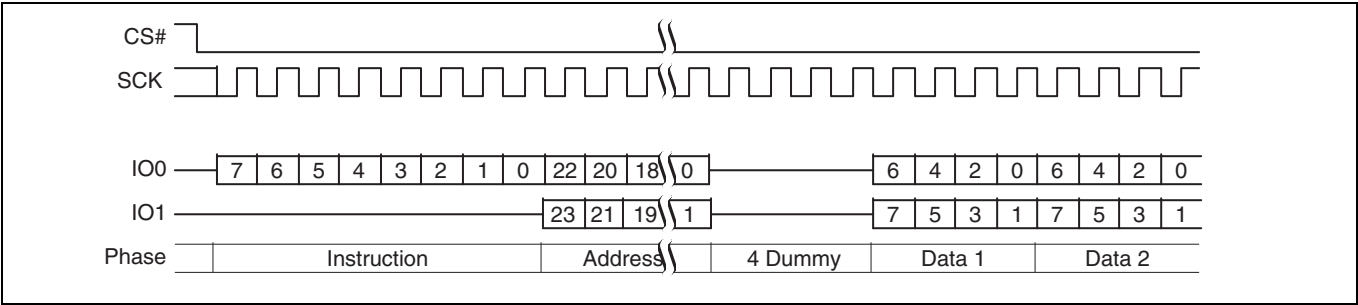 CS#
SCK
IO0 7 6 5 4 3 2 1 0 22 20 18 0 6 4 2 0 6 4 2 0
IO1 23 21 19 1 7 5 3 1 7 5 3 1
Phase Instruction Address 4 Dummy Data 1 Data 2